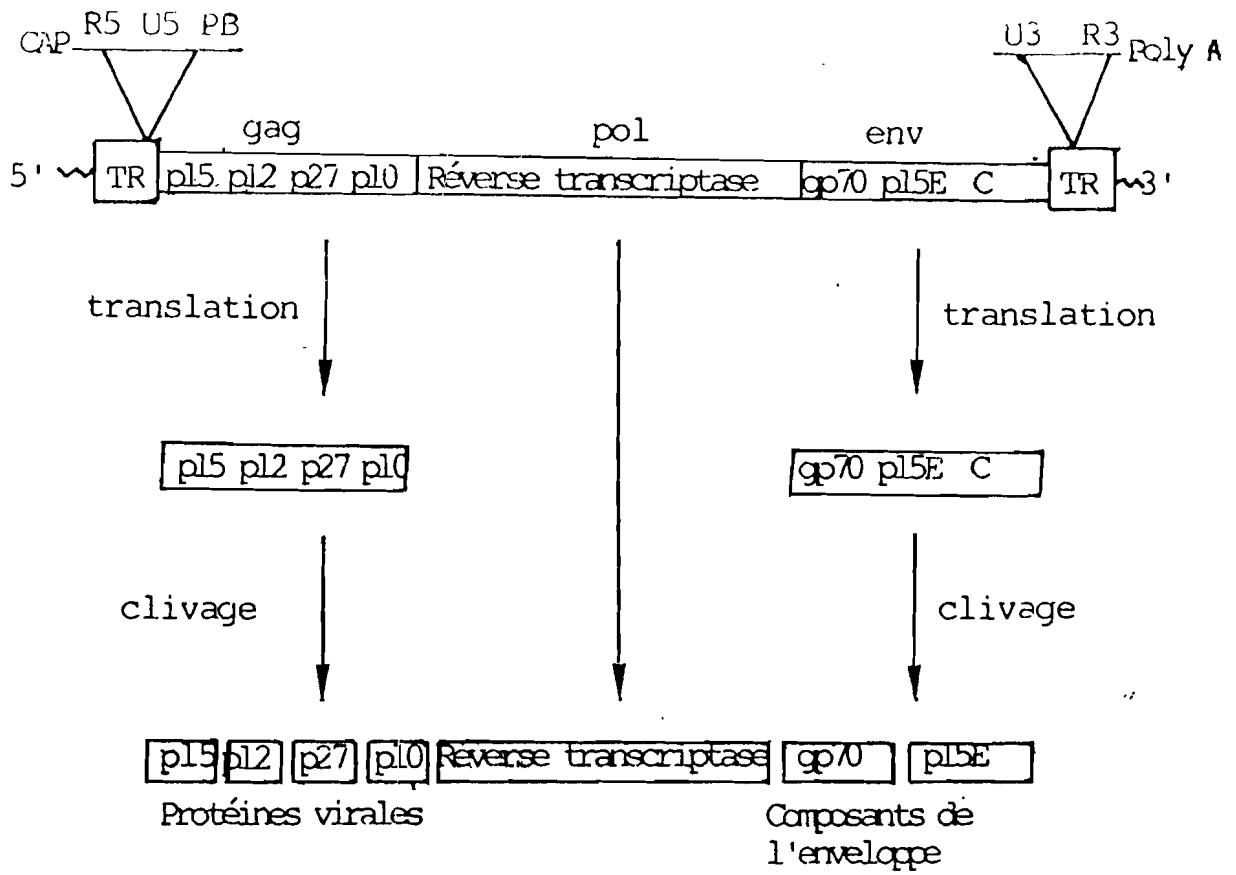 CAP R5 U5 PB U3 R3 Poly A
gag pol env
5' TR p15 p12 p27 p10 Réverse transcriptase gp70 p15E C TR 3'
translation translation
p15 p12 p27 p10 gp70 p15E C
clivage clivage
p15 p12 p27 p10 Réverse transcriptase gp70 p15E
Protéines virales Composants de
l'enveloppe